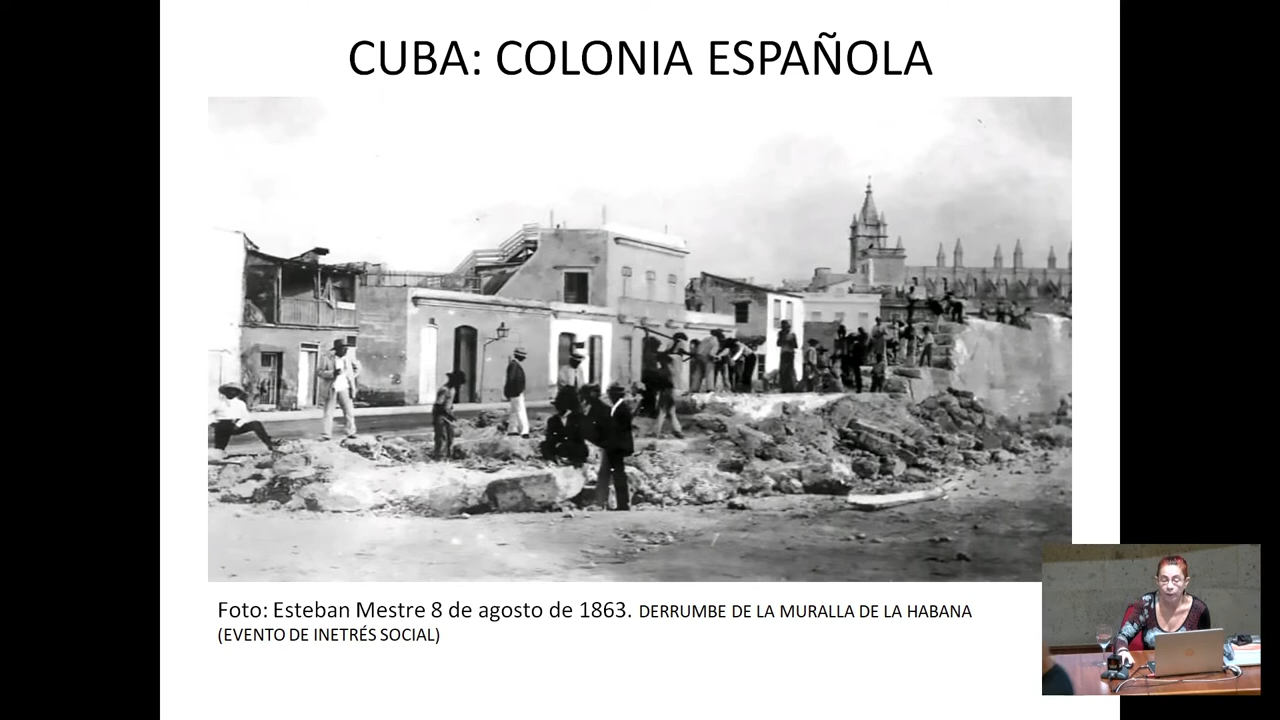 CUBA: COLONIA ESPAÑOLA
Foto: Esteban Mestre 8 de agosto de 1863. DERRUMBE DE LA MURALLA DE LA HABANA
(EVENTO DE INETRÉS SOCIAL)